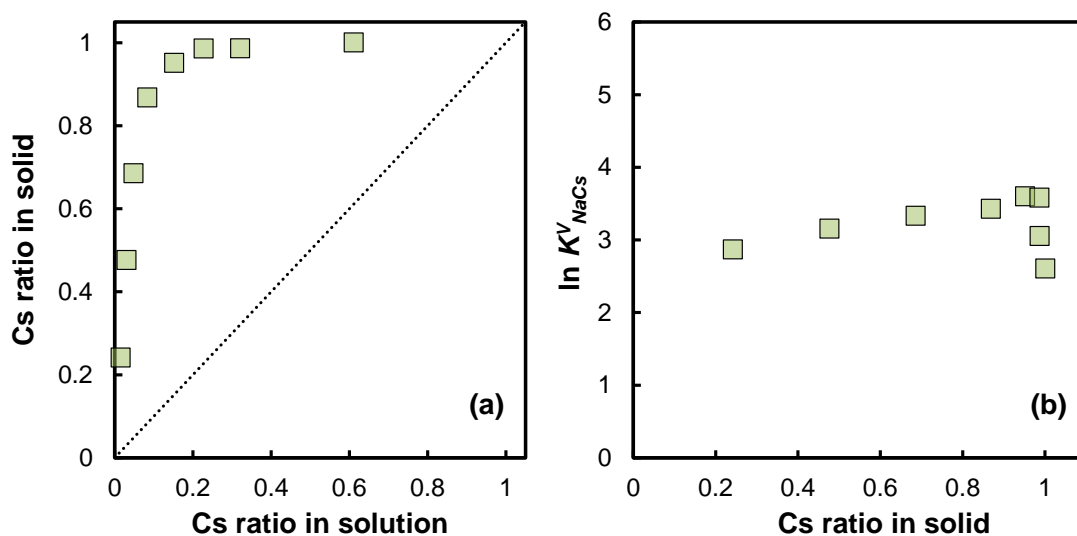 1
0.8
0.6
0.4
0.2
0
Cs ratio in solid
(a)
0 0.2 0.4 0.6 0.8 1
Cs ratio in solution
6
5
4
3
2
1
0
ln K^V_NaCs
(b)
0 0.2 0.4 0.6 0.8 1
Cs ratio in solid